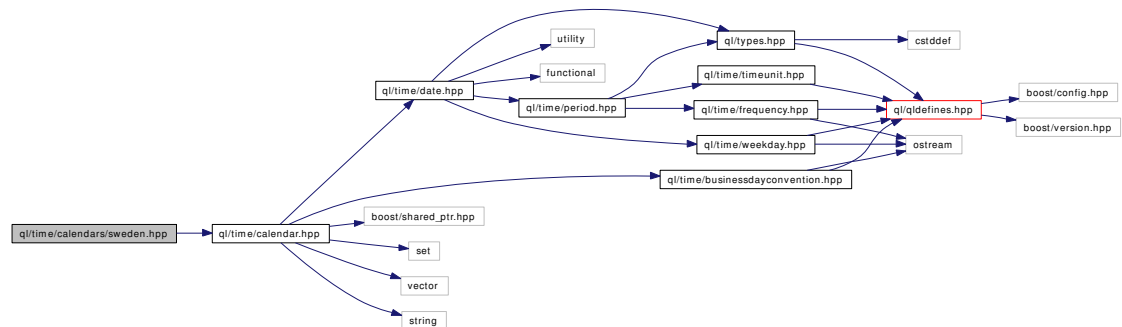 ql/types.hpp
cstddef
utility
functional
ql/time/timeunit.hpp
ql/time/date.hpp
boost/config.hpp
ql/time/period.hpp
ql/time/frequency.hpp
ql/qldefines.hpp
boost/version.hpp
ql/time/weekday.hpp
ostream
ql/time/businessdayconvention.hpp
boost/shared_ptr.hpp
ql/time/calendars/sweden.hpp
ql/time/calendar.hpp
set
vector
string